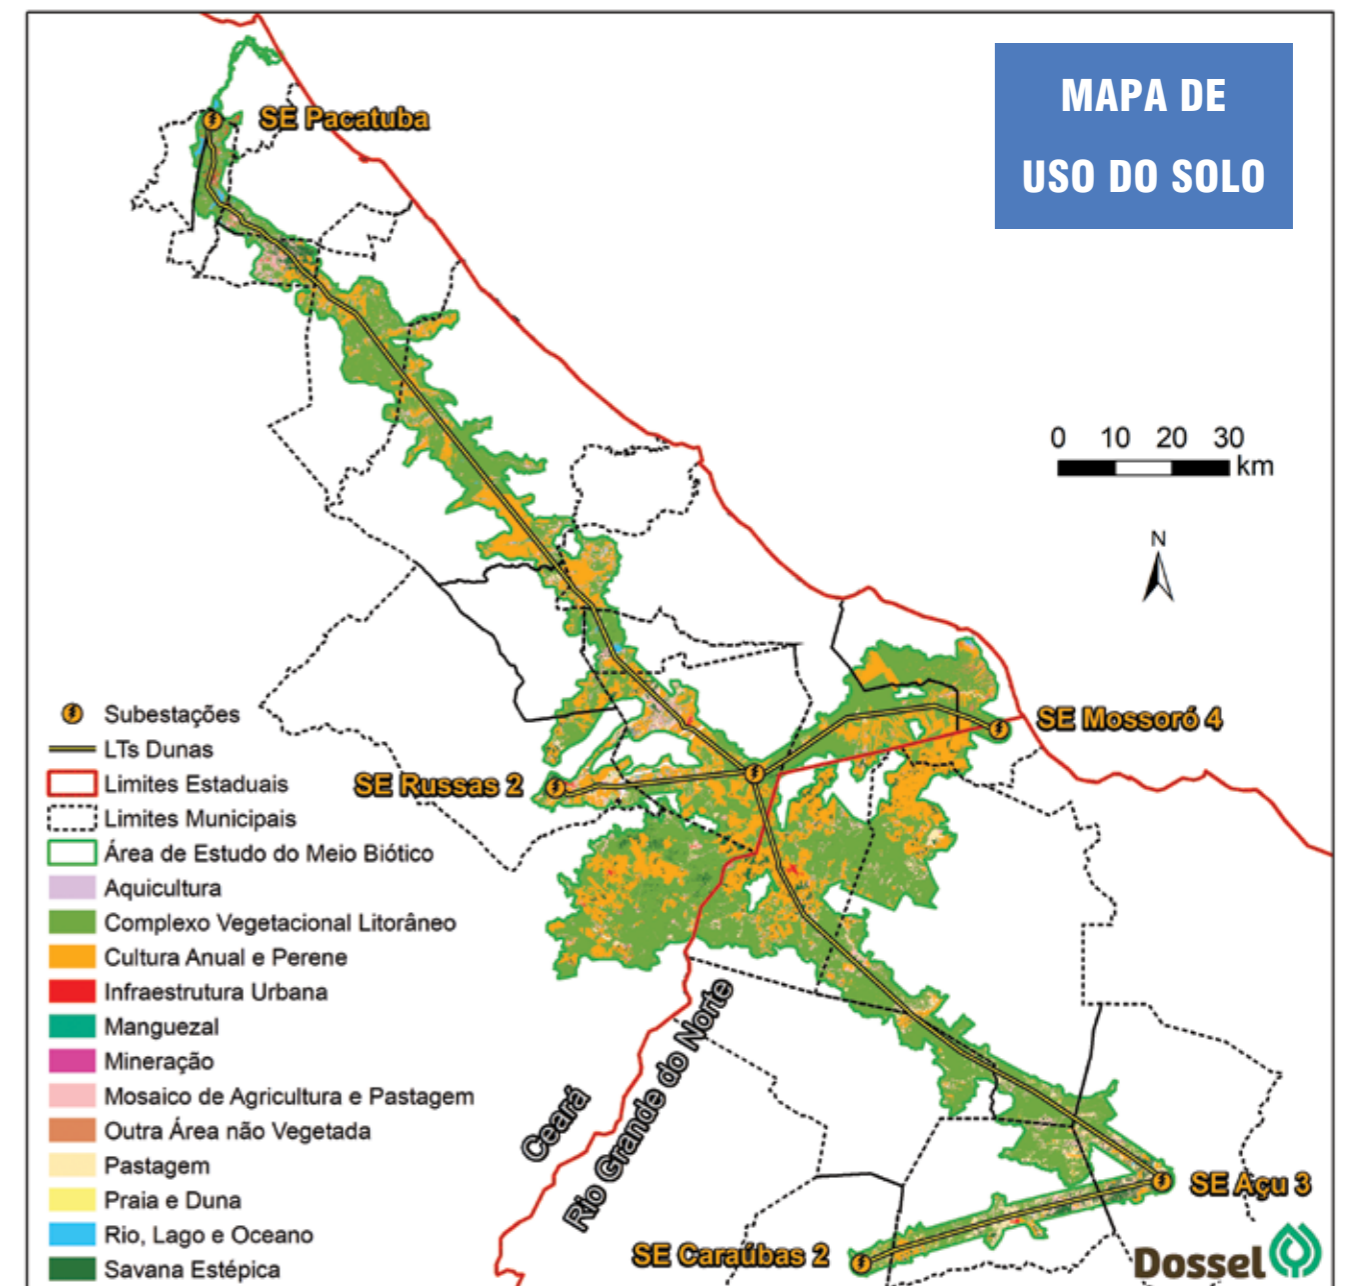 MAPA DE
USO DO SOLO
SE Pacatuba
0 10 20 30
km
N
SE Mossoró 4
SE Russas 2
Subestações
LTs Dunas
Limites Estaduais
Limites Municipais
Área de Estudo do Meio Biótico
Aquicultura
Complexo Vegetacional Litorâneo
Cultura Anual e Perene
Infraestrutura Urbana
Manguezal
Mineração
Mosaico de Agricultura e Pastagem
Outra Área não Vegetada
Pastagem
Praia e Duna
Rio, Lago e Oceano
Savana Estépica
Ceará
Rio Grande do Norte
SE Açu 3
SE Caraúbas 2
Dossel